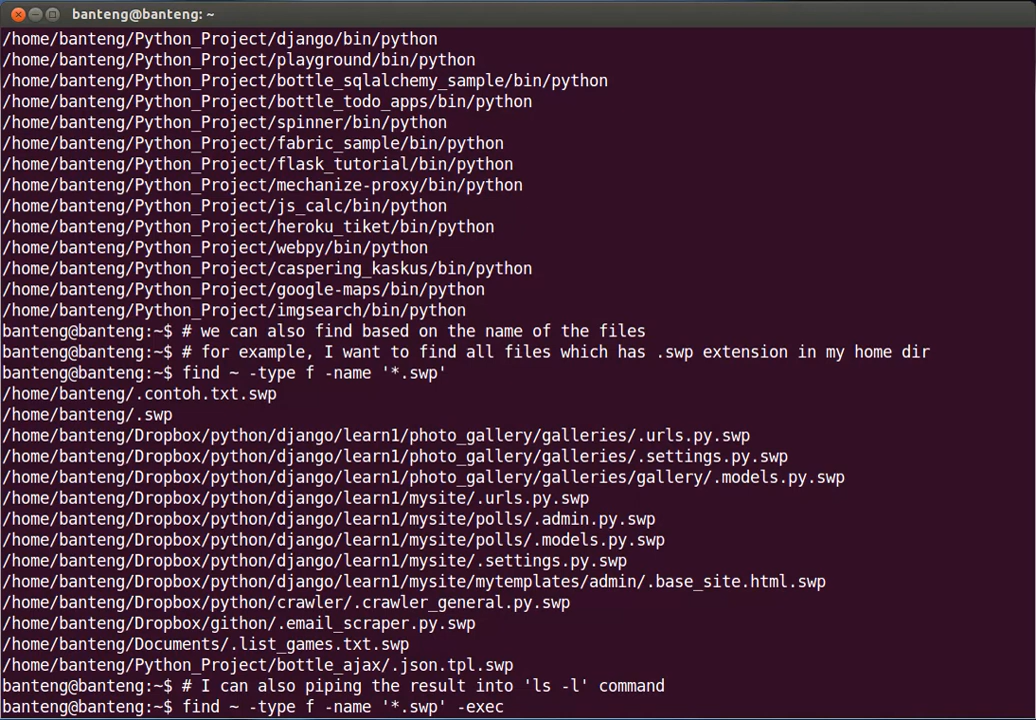 banteng@banteng: ~
/home/banteng/Python_Project/django/bin/python
/home/banteng/Python_Project/playground/bin/python
/home/banteng/Python_Project/bottle_sqlalchemy_sample/bin/python
/home/banteng/Python_Project/bottle_todo_apps/bin/python
/home/banteng/Python_Project/spinner/bin/python
/home/banteng/Python_Project/fabric_sample/bin/python
/home/banteng/Python_Project/flask_tutorial/bin/python
/home/banteng/Python_Project/mechanize-proxy/bin/python
/home/banteng/Python_Project/js_calc/bin/python
/home/banteng/Python_Project/heroku_tiket/bin/python
/home/banteng/Python_Project/webpy/bin/python
/home/banteng/Python_Project/caspering_kaskus/bin/python
/home/banteng/Python_Project/google-maps/bin/python
/home/banteng/Python_Project/imgsearch/bin/python
banteng@banteng:~$ # we can also find based on the name of the files
banteng@banteng:~$ # for example, I want to find all files which has .swp extension in my home dir
banteng@banteng:~$ find ~ -type f -name '*.swp'
/home/banteng/.contoh.txt.swp
/home/banteng/.swp
/home/banteng/Dropbox/python/django/learn1/photo_gallery/galleries/.urls.py.swp
/home/banteng/Dropbox/python/django/learn1/photo_gallery/galleries/.settings.py.swp
/home/banteng/Dropbox/python/django/learn1/photo_gallery/galleries/gallery/.models.py.swp
/home/banteng/Dropbox/python/django/learn1/mysite/.urls.py.swp
/home/banteng/Dropbox/python/django/learn1/mysite/polls/.admin.py.swp
/home/banteng/Dropbox/python/django/learn1/mysite/polls/.models.py.swp
/home/banteng/Dropbox/python/django/learn1/mysite/.settings.py.swp
/home/banteng/Dropbox/python/django/learn1/mysite/mytemplates/admin/.base_site.html.swp
/home/banteng/Dropbox/python/crawler/.crawler_general.py.swp
/home/banteng/Dropbox/githon/.email_scraper.py.swp
/home/banteng/Documents/.list_games.txt.swp
/home/banteng/Python_Project/bottle_ajax/.json.tpl.swp
banteng@banteng:~$ # I can also piping the result into 'ls -l' command
banteng@banteng:~$ find ~ -type f -name '*.swp' -exec